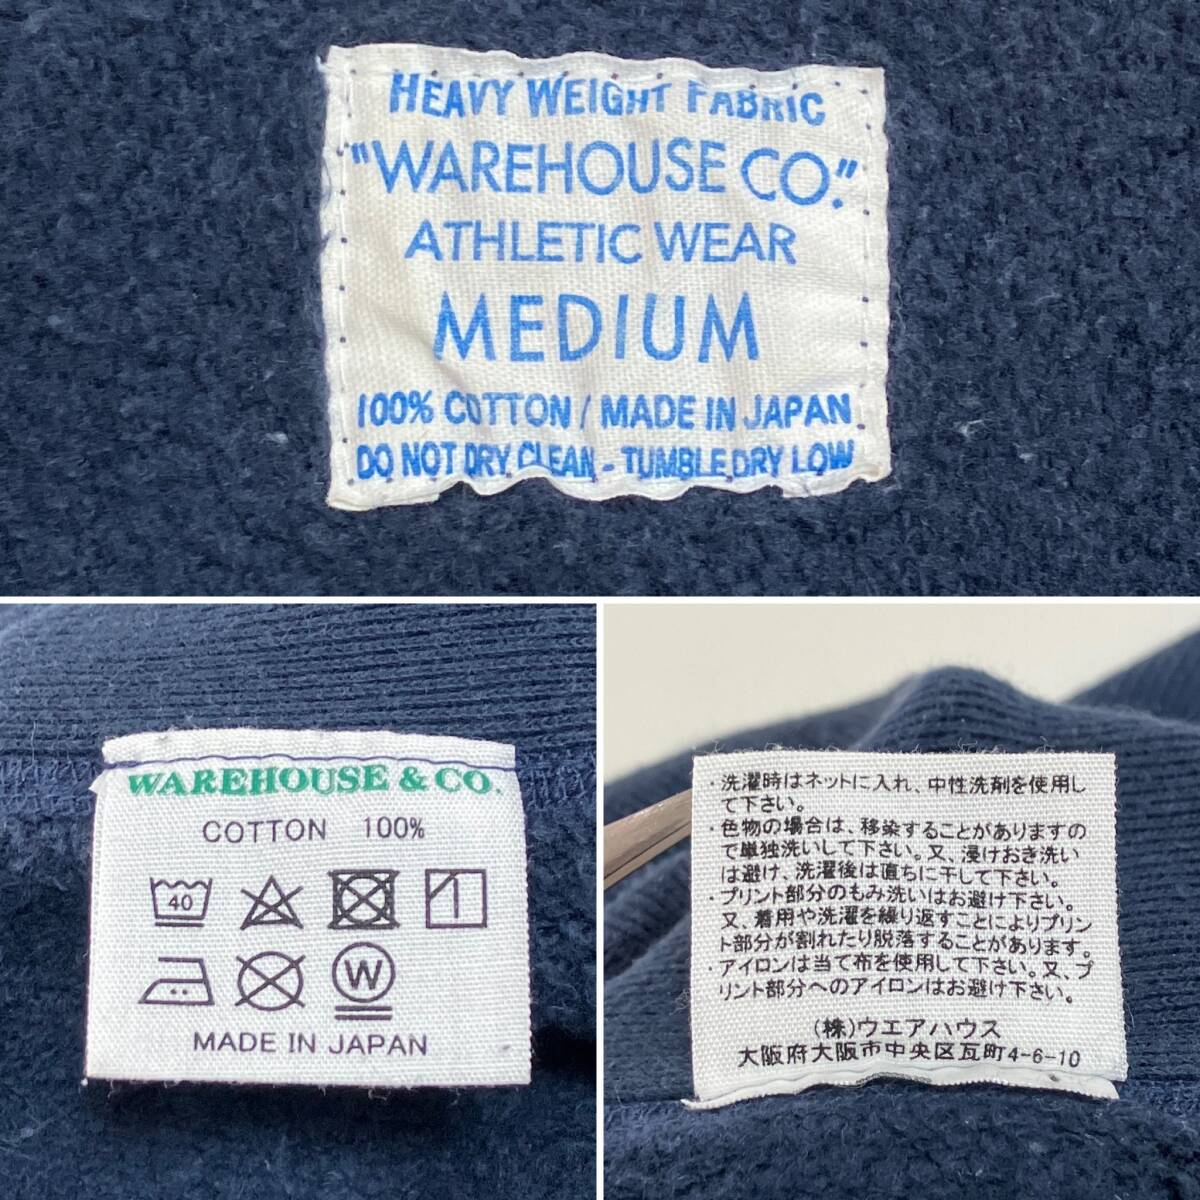 HEAVY WEIGHT FABRIC
"WAREHOUSE CO."
ATHLETIC WEAR
MEDIUM
100% COTTON / MADE IN JAPAN
DO NOT DRY CLEAN - TUMBLE DRY LOW
WAREHOUSE & CO.
COTTON 100%
40
W
MADE IN JAPAN
・洗濯時はネットに入れ、中性洗剤を使用し
て下さい。
・色物の場合は、移染することがありますの
で単独洗いして下さい。又、浸けおき洗い
は避け、洗濯後は直ちに干して下さい。
・プリント部分のもみ洗いはお避け下さい。
又、着用や洗濯を繰り返すことによりプリン
ト部分が割れたり脱落することがあります。
・アイロンは当て布を使用して下さい。又、プ
リント部分へのアイロンはお避け下さい。
(株)ウエアハウス
大阪府大阪市中央区瓦町4-6-10